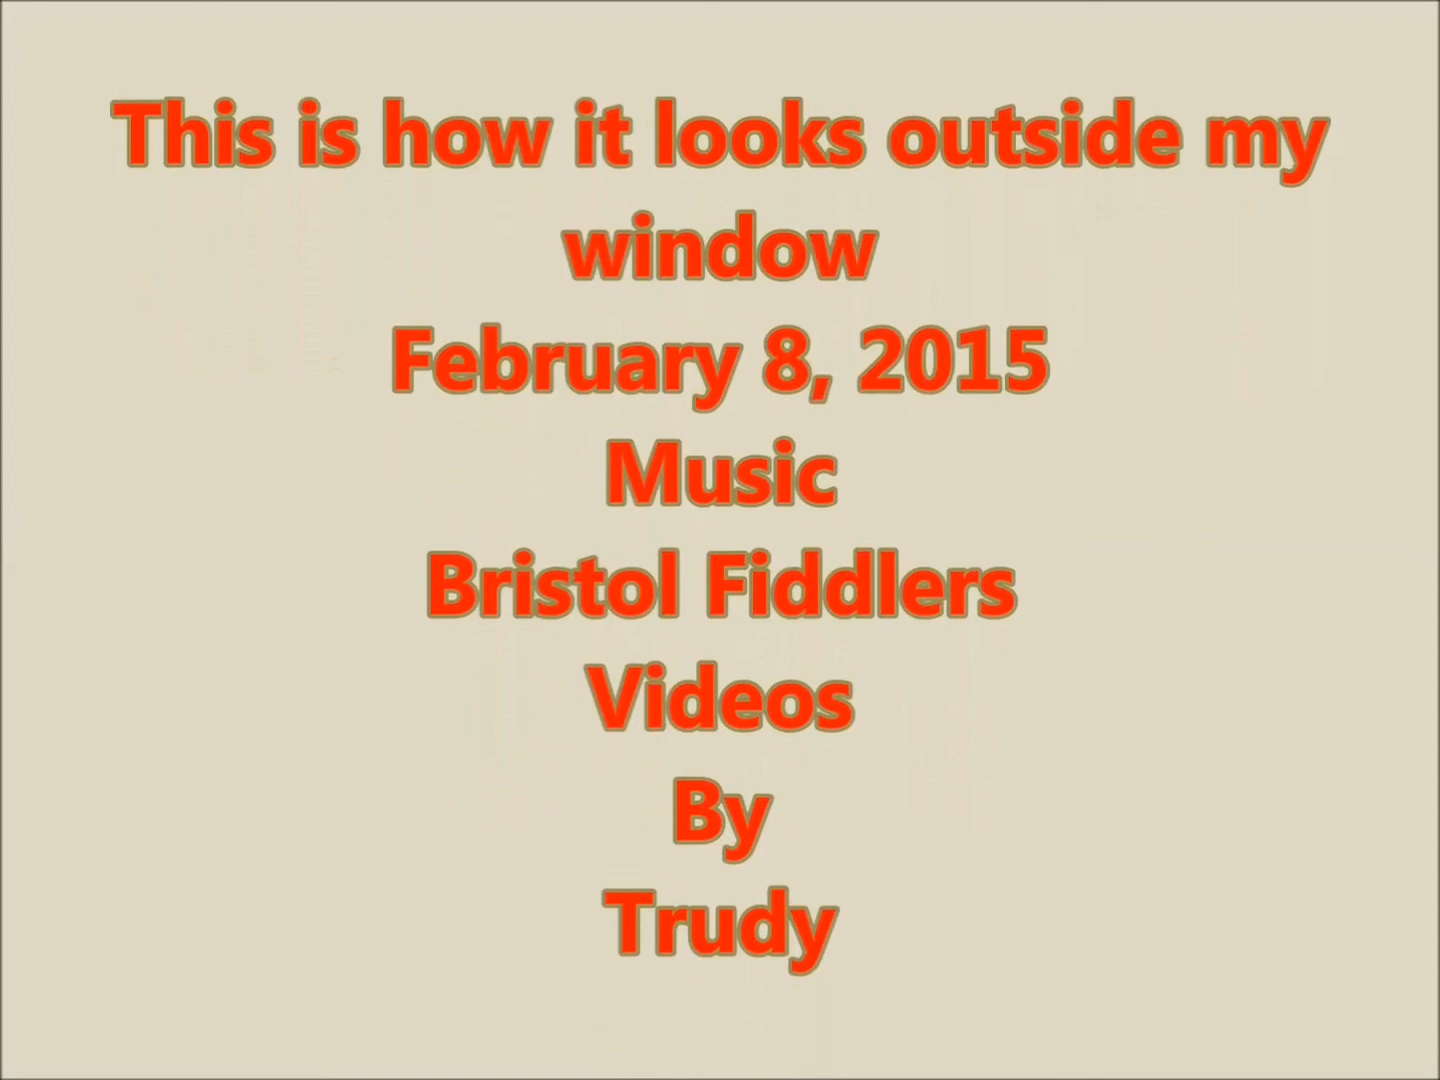 This is how it looks outside my
window
February 8, 2015
Music
Bristol Fiddlers
Videos
By
Trudy